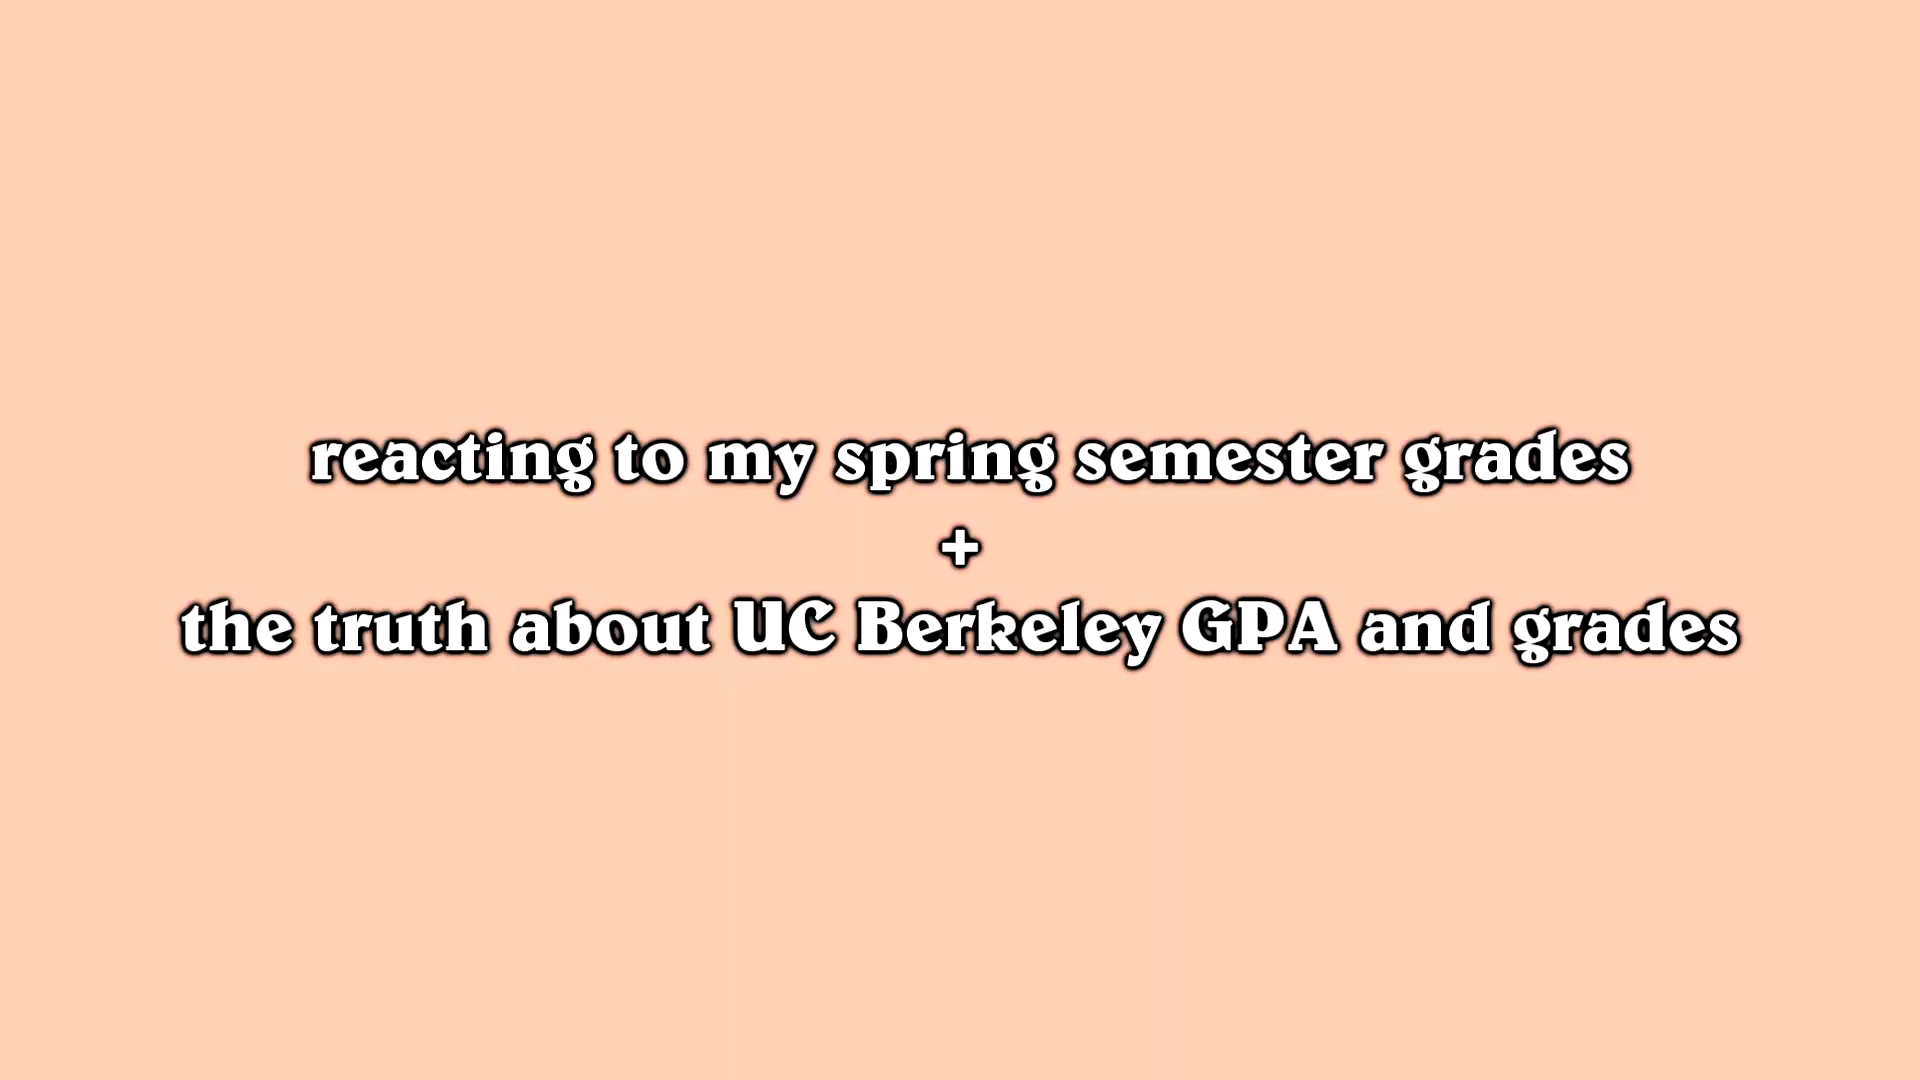 reacting to my spring semester grades
+
the truth about UC Berkeley GPA and grades